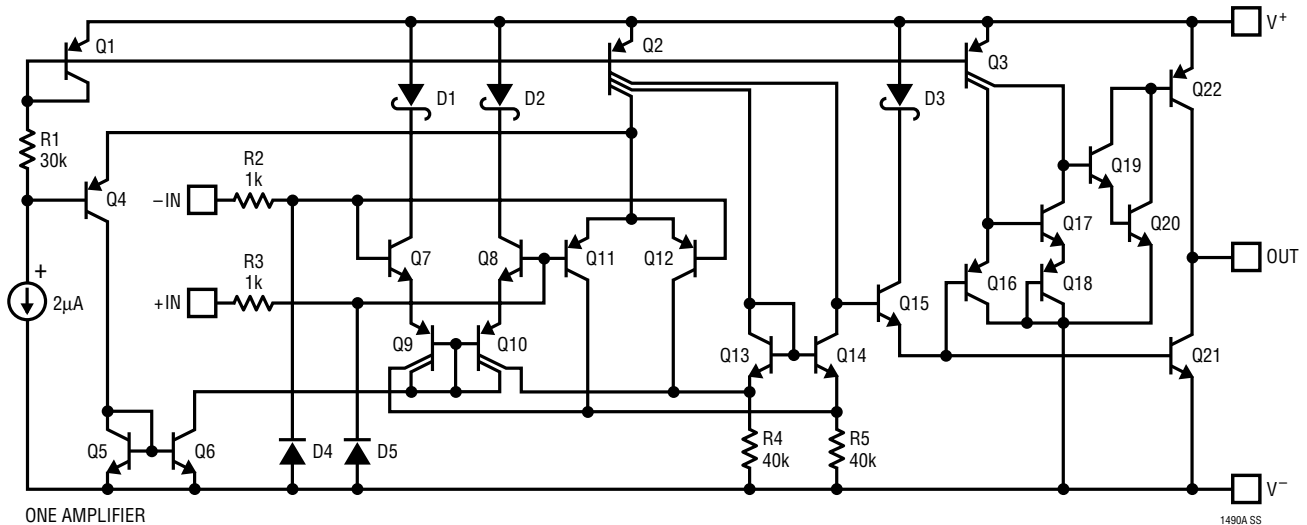 V+
Q1
Q2
Q3
Q22
D1
D2
D3
R1
30k
Q19
R2
1k
Q4
–IN
Q20
Q17
Q7
Q8
Q11
Q12
OUT
R3
1k
+
Q16
Q18
2µA
+IN
Q15
Q9
Q10
Q13
Q14
Q21
Q5
Q6
D4
D5
R4
40k
R5
40k
V–
ONE AMPLIFIER
1490A SS